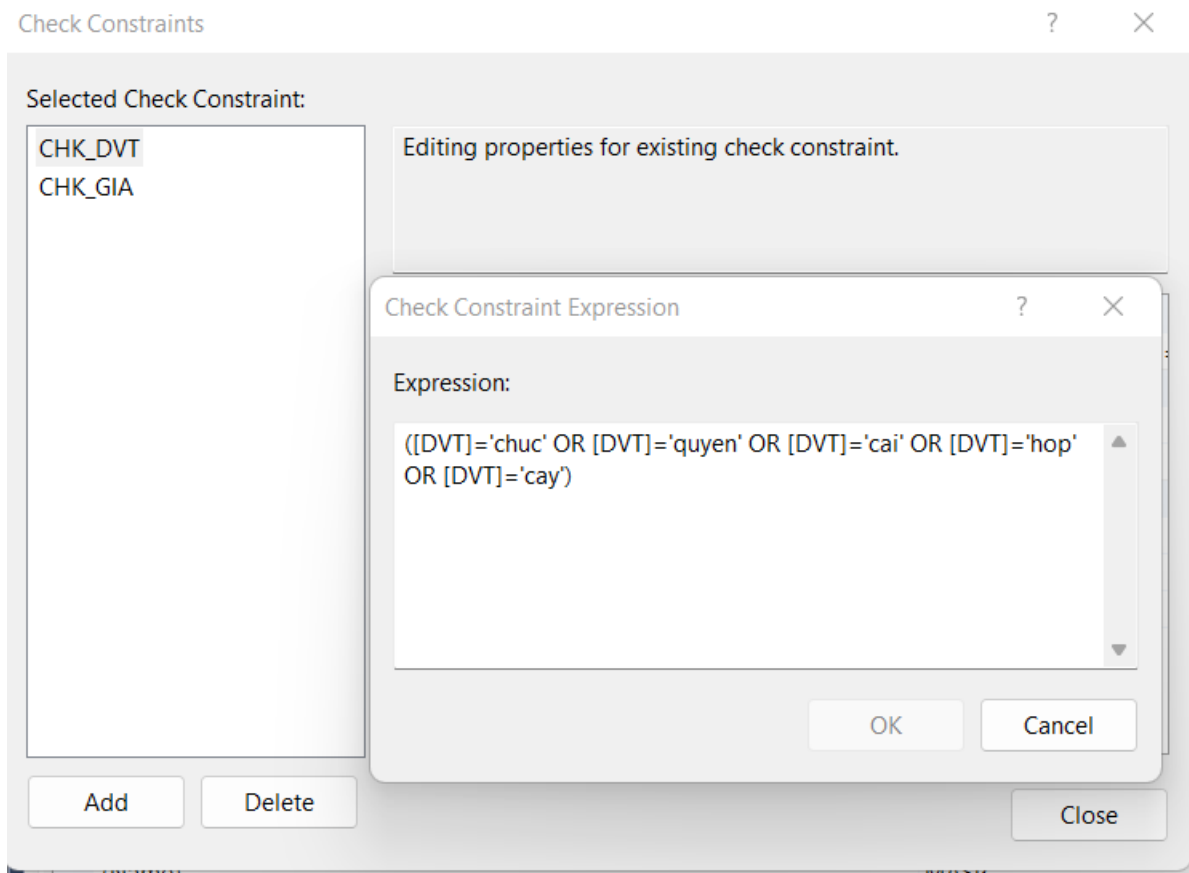 Check Constraints
Selected Check Constraint:
CHK_DVT
CHK_GIA
Editing properties for existing check constraint.
Check Constraint Expression
Expression:
([DVT]='chuc' OR [DVT]='quyen' OR [DVT]='cai' OR [DVT]='hop'
OR [DVT]='cay')
OK
Cancel
Add
Delete
Close